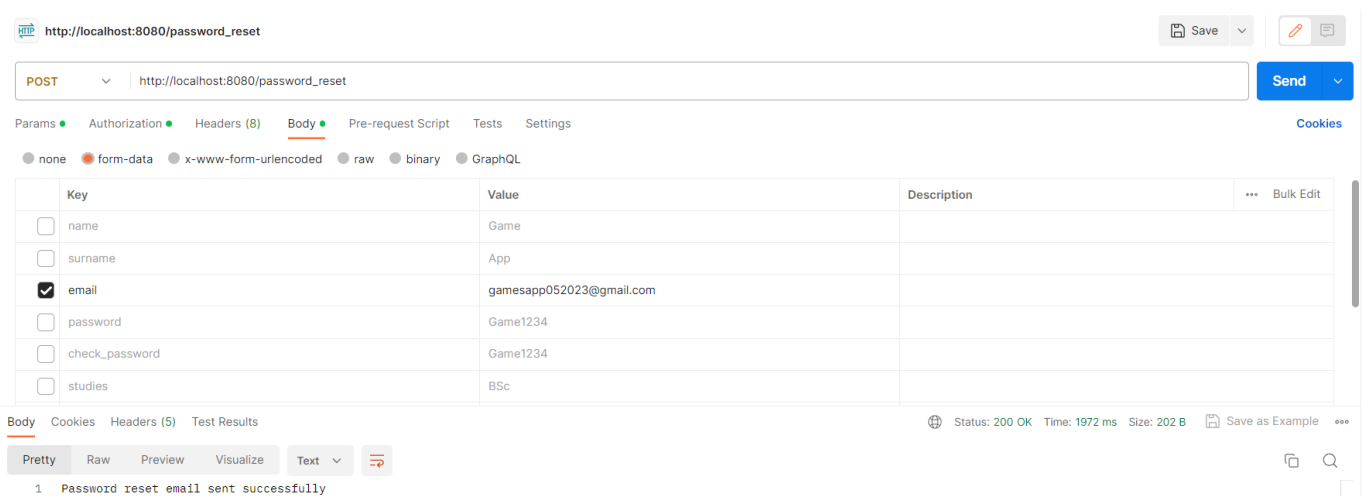 HTTP http://localhost:8080/password_reset Save
POST http://localhost:8080/password_reset Send
Params Authorization Headers (8) Body Pre-request Script Tests Settings Cookies
none form-data x-www-form-urlencoded raw binary GraphQL
Key Value Description Bulk Edit
name Game
surname App
email gamesapp052023@gmail.com
password Game1234
check_password Game1234
studies BSc
Body Cookies Headers (5) Test Results Status: 200 OK Time: 1972 ms Size: 202 B Save as Example
Pretty Raw Preview Visualize Text
1 Password reset email sent successfully